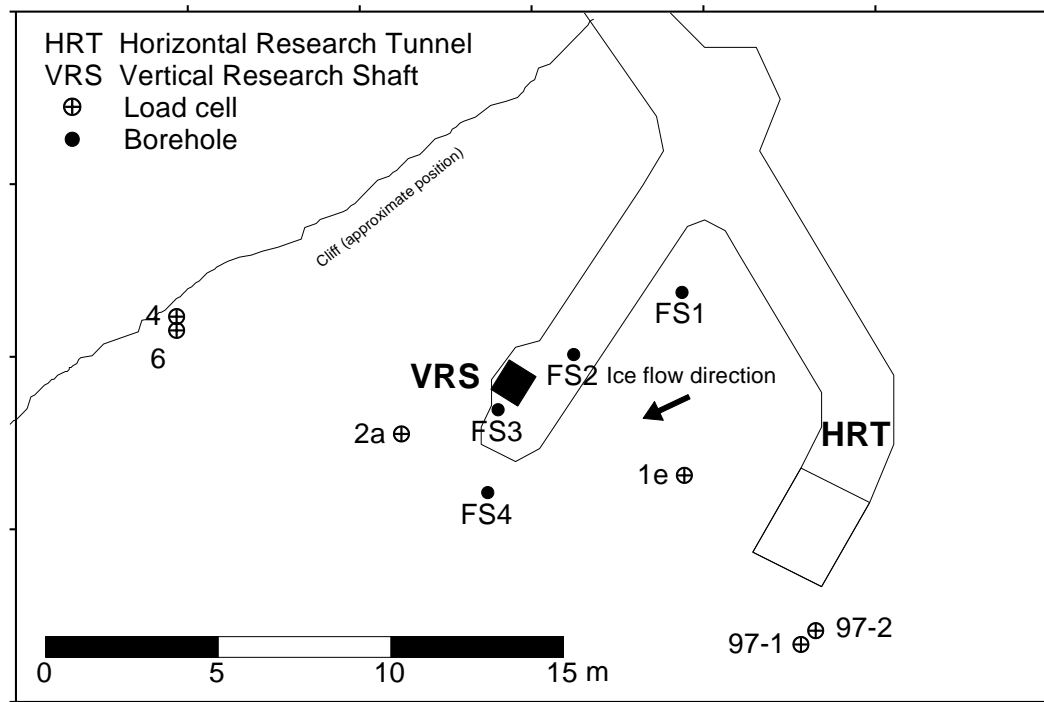 HRT Horizontal Research Tunnel
VRS Vertical Research Shaft
Load cell
Borehole
Cliff (approximate position)
4
6
FS1
VRS
FS2
Ice flow direction
FS3
2a
HRT
1e
FS4
97-2
97-1
0 5 10 15 m